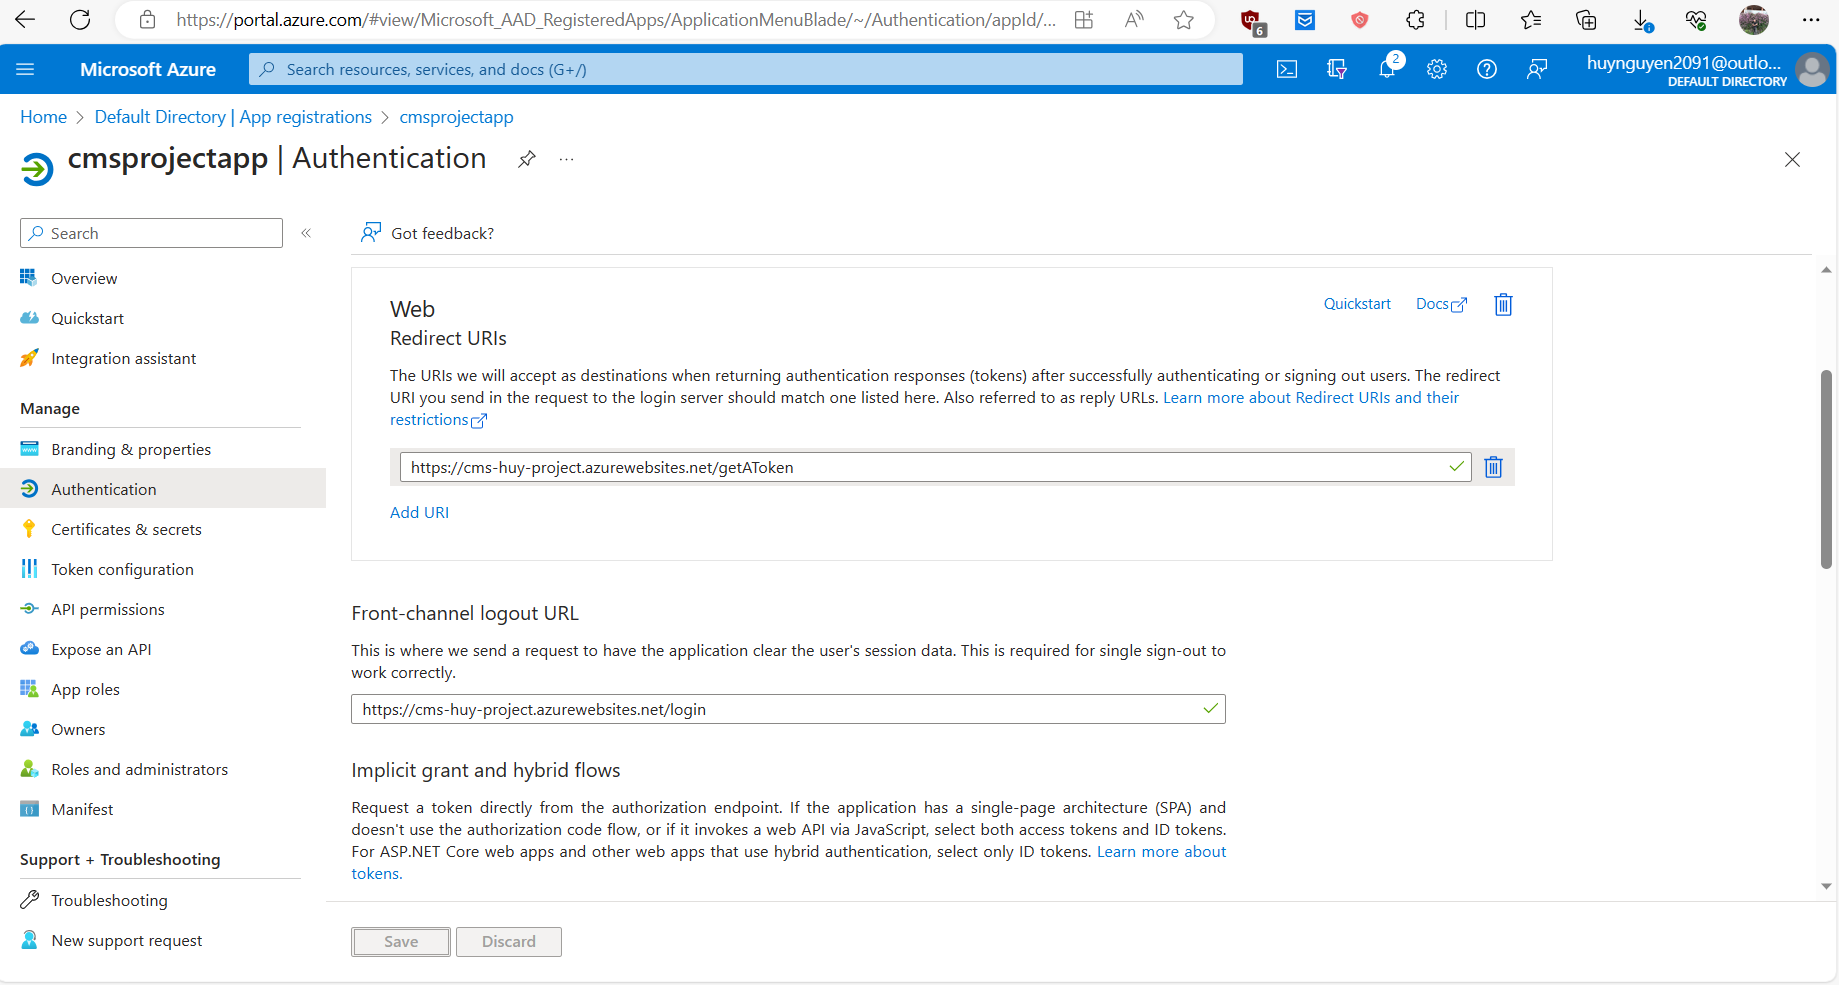 https://portal.azure.com/#view/Microsoft_AAD_RegisteredApps/ApplicationMenuBlade/~/Authentication/appId/...
6
Microsoft Azure
Search resources, services, and docs (G+/)
2
huynguyen2091@outlo...
DEFAULT DIRECTORY
Home > Default Directory | App registrations > cmsprojectapp
cmsprojectapp | Authentication
Search
Got feedback?
Overview
Quickstart
Integration assistant
Manage
Branding & properties
Authentication
Certificates & secrets
Token configuration
API permissions
Expose an API
App roles
Owners
Roles and administrators
Manifest
Support + Troubleshooting
Troubleshooting
New support request
Web
Quickstart
Docs
Redirect URIs
The URIs we will accept as destinations when returning authentication responses (tokens) after successfully authenticating or signing out users. The redirect
URI you send in the request to the login server should match one listed here. Also referred to as reply URLs. Learn more about Redirect URIs and their
restrictions
https://cms-huy-project.azurewebsites.net/getAToken
Add URI
Front-channel logout URL
This is where we send a request to have the application clear the user's session data. This is required for single sign-out to
work correctly.
https://cms-huy-project.azurewebsites.net/login
Implicit grant and hybrid flows
Request a token directly from the authorization endpoint. If the application has a single-page architecture (SPA) and
doesn't use the authorization code flow, or if it invokes a web API via JavaScript, select both access tokens and ID tokens.
For ASP.NET Core web apps and other web apps that use hybrid authentication, select only ID tokens. Learn more about
tokens.
Save
Discard